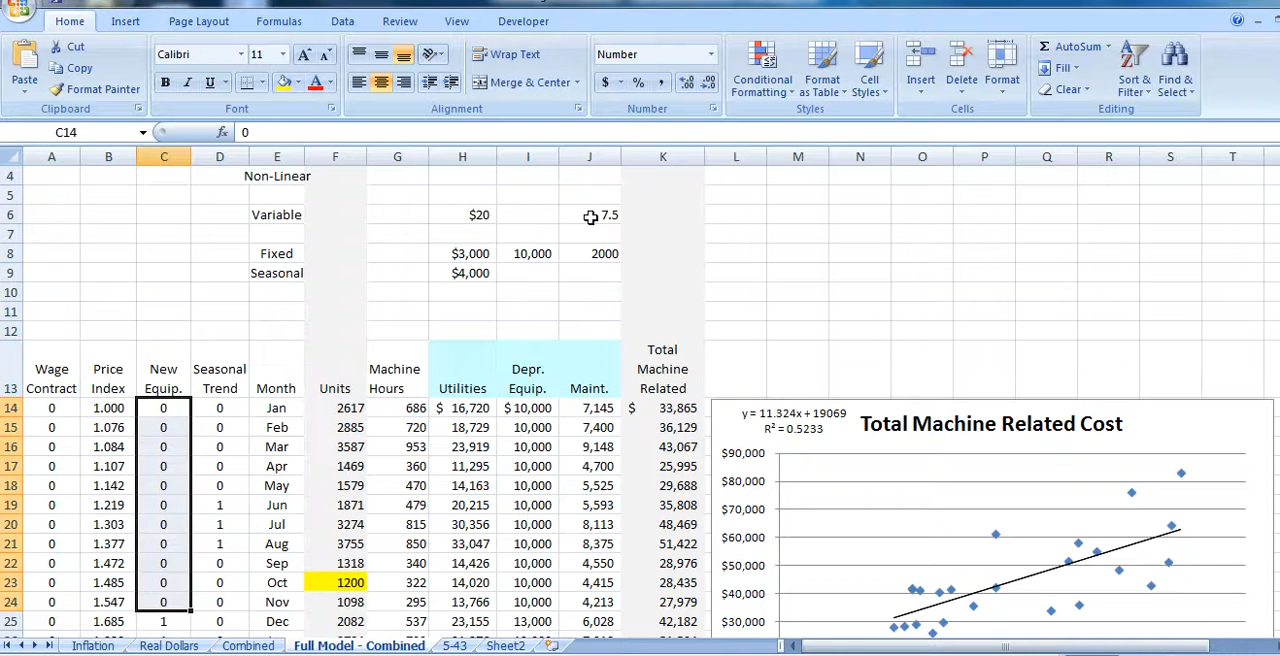 Home Insert Page Layout Formulas Data Review View Developer
Cut
Copy
Format Painter
Paste
Clipboard
Calibri 11
Font
Wrap Text
Merge & Center
Alignment
Number
Number
Conditional Formatting
Format as Table
Cell Styles
Styles
Insert Delete Format
Cells
AutoSum
Fill
Clear
Sort & Filter
Find & Select
Editing
C14 fx 0
A B C D E F G H I J K L M N O P Q R S T
4 Non-Linear
5
6 Variable $20 7.5
7
8 Fixed $3,000 10,000 2000
9 Seasonal $4,000
10
11
12
13 Wage Contract Price Index New Equip. Seasonal Trend Month Units Machine Hours Utilities Depr. Equip. Maint. Total Machine Related
14 0 1.000 0 0 Jan 2617 686 $ 16,720 $ 10,000 7,145 $ 33,865
15 0 1.076 0 0 Feb 2885 720 18,729 10,000 7,400 36,129
16 0 1.084 0 0 Mar 3587 953 23,919 10,000 9,148 43,067
17 0 1.107 0 0 Apr 1469 360 11,295 10,000 4,700 25,995
18 0 1.142 0 0 May 1579 470 14,163 10,000 5,525 29,688
19 0 1.219 0 1 Jun 1871 479 20,215 10,000 5,593 35,808
20 0 1.303 0 1 Jul 3274 815 30,356 10,000 8,113 48,469
21 0 1.377 0 1 Aug 3755 850 33,047 10,000 8,375 51,422
22 0 1.472 0 0 Sep 1318 340 14,426 10,000 4,550 28,976
23 0 1.485 0 0 Oct 1200 322 14,020 10,000 4,415 28,435
24 0 1.547 0 0 Nov 1098 295 13,766 10,000 4,213 27,979
25 0 1.685 1 0 Dec 2082 537 23,155 13,000 6,028 42,182
y = 11.324x + 19069
R² = 0.5233
Total Machine Related Cost
$90,000
$80,000
$70,000
$60,000
$50,000
$40,000
$30,000
Inflation Real Dollars Combined Full Model - Combined 5-43 Sheet2